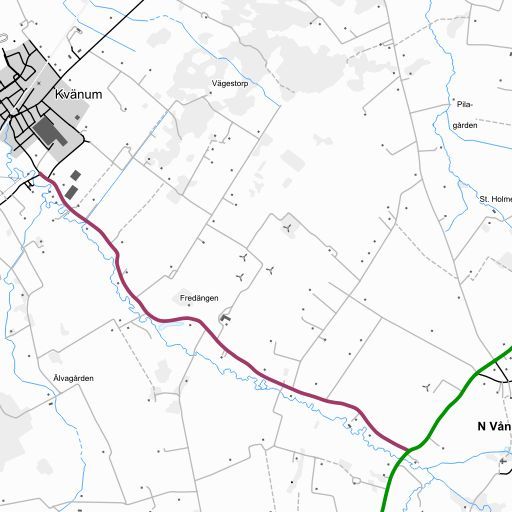 Vägestorp
Kvänum
Pila-
gården
St. Holme
Fredängen
Älvagården
N Vån